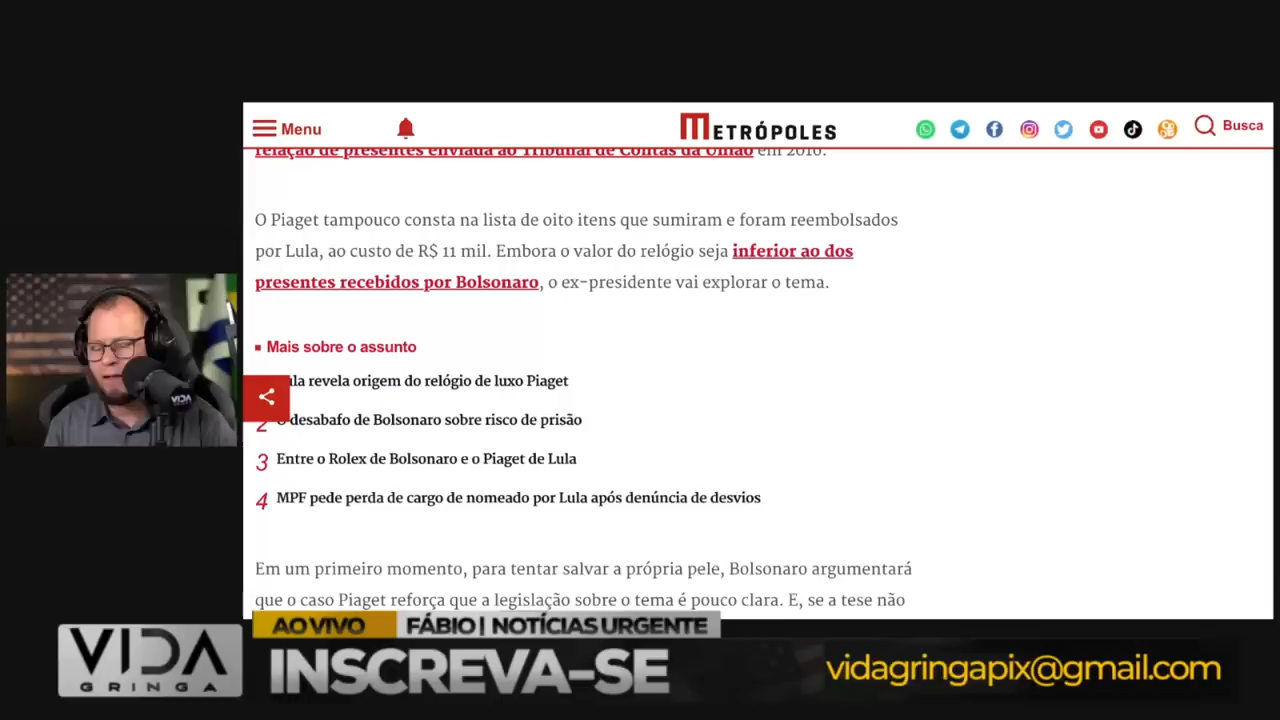 Menu
METRÓPOLES
Busca
relação de presentes enviada ao Tribunal de Contas da União em 2016.
O Piaget tampouco consta na lista de oito itens que sumiram e foram reembolsados
por Lula, ao custo de R$ 11 mil. Embora o valor do relógio seja inferior ao dos
presentes recebidos por Bolsonaro, o ex-presidente vai explorar o tema.
Mais sobre o assunto
ula revela origem do relógio de luxo Piaget
2 O desabafo de Bolsonaro sobre risco de prisão
3 Entre o Rolex de Bolsonaro e o Piaget de Lula
4 MPF pede perda de cargo de nomeado por Lula após denúncia de desvios
Em um primeiro momento, para tentar salvar a própria pele, Bolsonaro argumentará
que o caso Piaget reforça que a legislação sobre o tema é pouco clara. E, se a tese não
AO VIVO FÁBIO | NOTÍCIAS URGENTE
VIDA
GRINGA
INSCREVA-SE
vidagringapix@gmail.com
VIDA